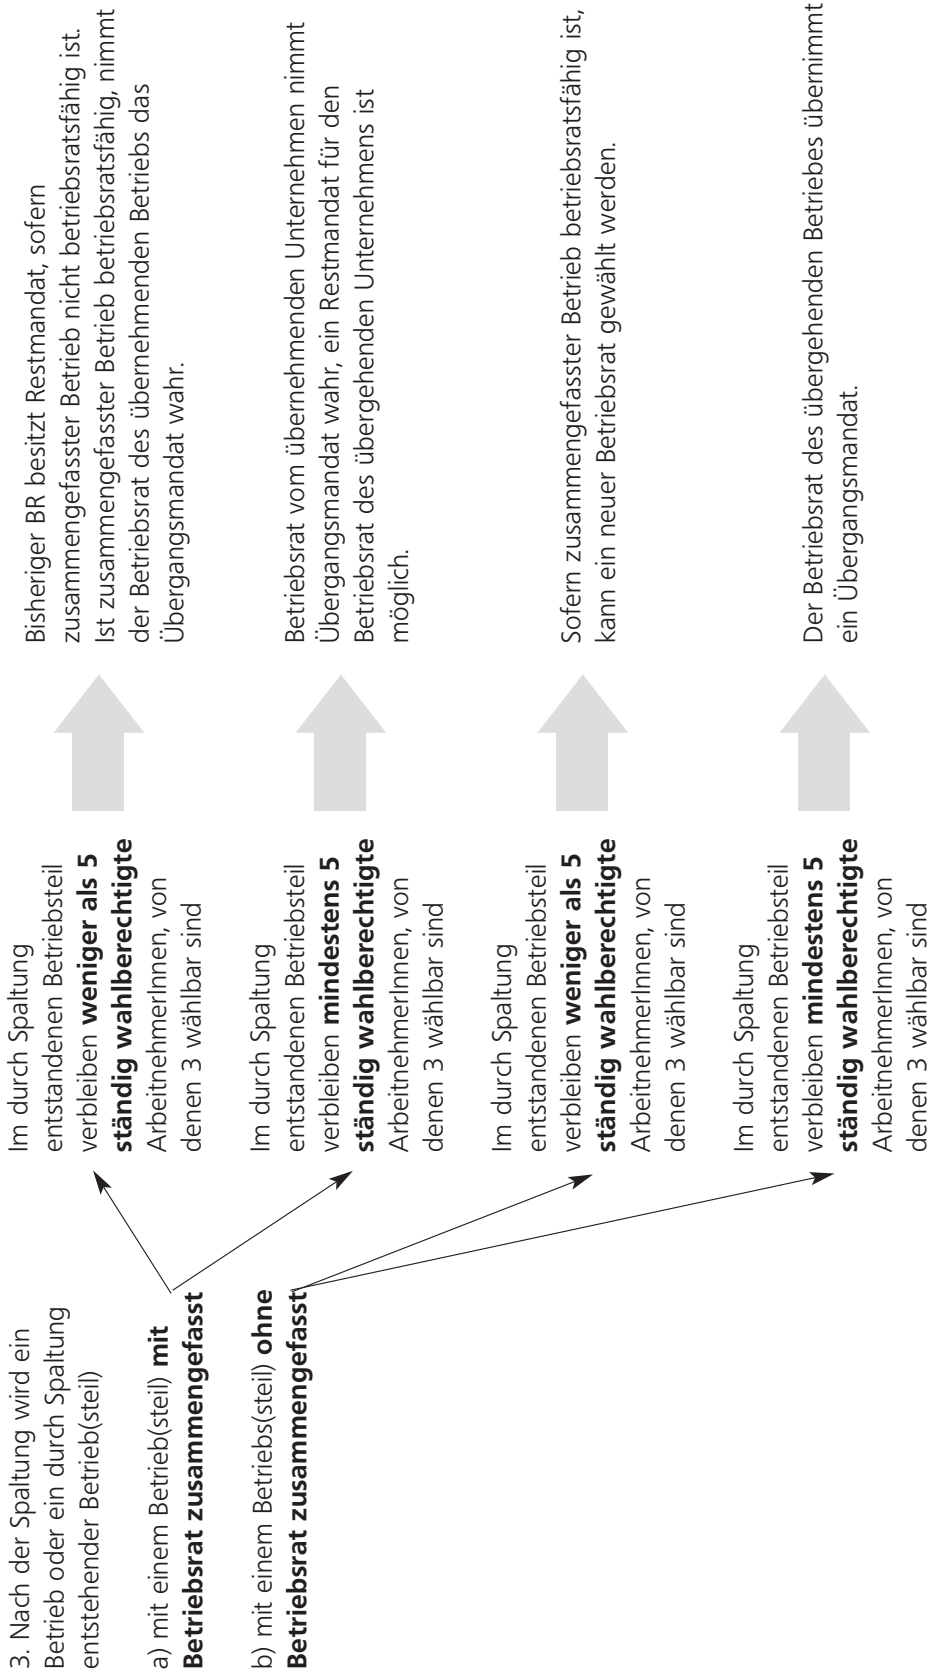 3. Nach der Spaltung wird ein
Betrieb oder ein durch Spaltung
entstehender Betrieb(steil)
a) mit einem Betrieb(steil) mit
Betriebsrat zusammengefasst
b) mit einem Betriebs(steil) ohne
Betriebsrat zusammengefasst
Im durch Spaltung
entstandenen Betriebsteil
verbleiben weniger als 5
ständig wahlberechtigte
ArbeitnehmerInnen, von
denen 3 wählbar sind
Bisheriger BR besitzt Restmandat, sofern
zusammengefasster Betrieb nicht betriebsratsfähig ist.
Ist zusammengefasster Betrieb betriebsratsfähig, nimmt
der Betriebsrat des übernehmenden Betriebs das
Übergangsmandat wahr.
Im durch Spaltung
entstandenen Betriebsteil
verbleiben mindestens 5
ständig wahlberechtigte
ArbeitnehmerInnen, von
denen 3 wählbar sind
Betriebsrat vom übernehmenden Unternehmen nimmt
Übergangsmandat wahr, ein Restmandat für den
Betriebsrat des übergehenden Unternehmens ist
möglich.
Im durch Spaltung
entstandenen Betriebsteil
verbleiben weniger als 5
ständig wahlberechtigte
ArbeitnehmerInnen, von
denen 3 wählbar sind
Sofern zusammengefasster Betrieb betriebsratsfähig ist,
kann ein neuer Betriebsrat gewählt werden.
Im durch Spaltung
entstandenen Betriebsteil
verbleiben mindestens 5
ständig wahlberechtigte
ArbeitnehmerInnen, von
denen 3 wählbar sind
Der Betriebsrat des übergehenden Betriebes übernimmt
ein Übergangsmandat.